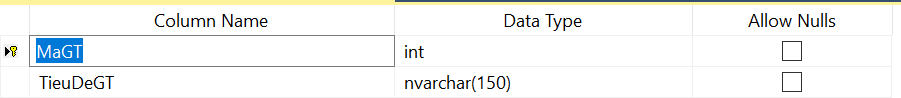 Column Name Data Type Allow Nulls
MaGT int
TieuDeGT nvarchar(150)